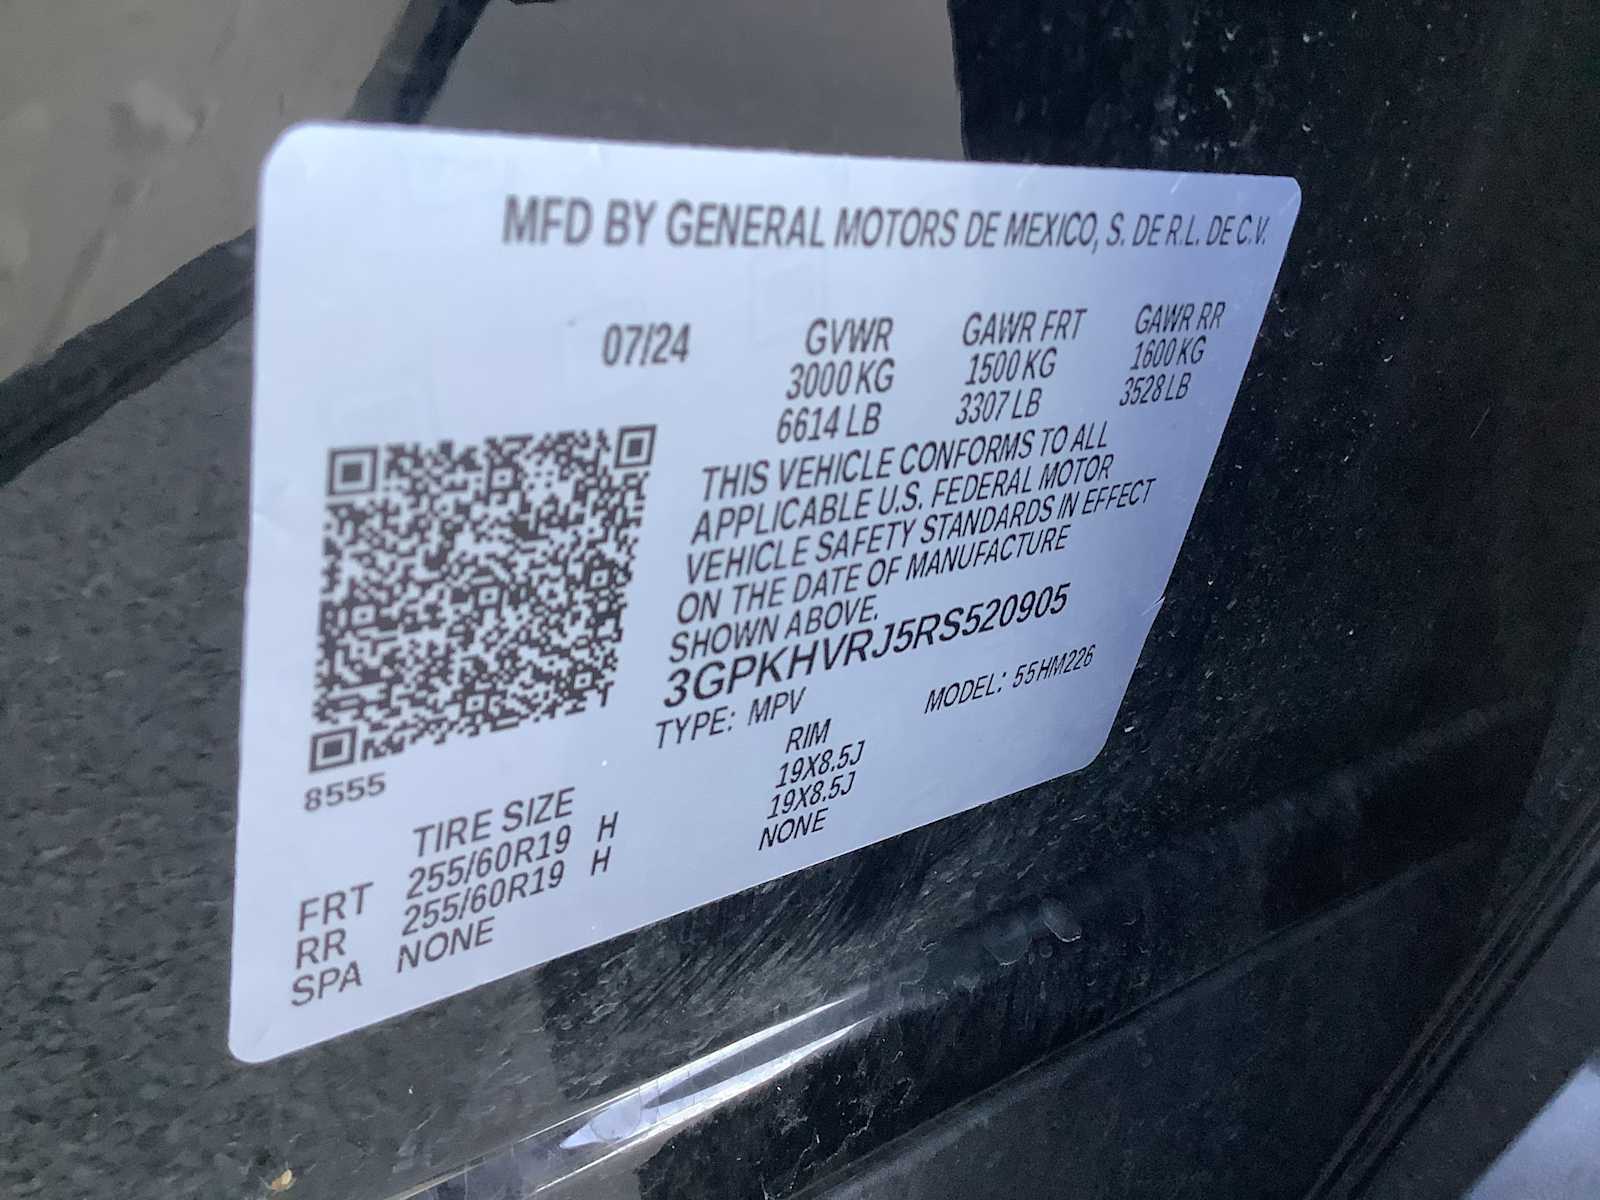 MFD BY GENERAL MOTORS DE MEXICO, S. DE R.L. DE C.V.
07/24 GVWR GAWR FRT GAWR RR
3000 KG 1500 KG 1600 KG
6614 LB 3307 LB 3528 LB
THIS VEHICLE CONFORMS TO ALL
APPLICABLE U.S. FEDERAL MOTOR
VEHICLE SAFETY STANDARDS IN EFFECT
ON THE DATE OF MANUFACTURE
SHOWN ABOVE.
3GPKHVRJ5RS520905
TYPE: MPV MODEL: 55HM226
8555
TIRE SIZE RIM
FRT 255/60R19 H 19X8.5J
RR 255/60R19 H 19X8.5J
SPA NONE NONE